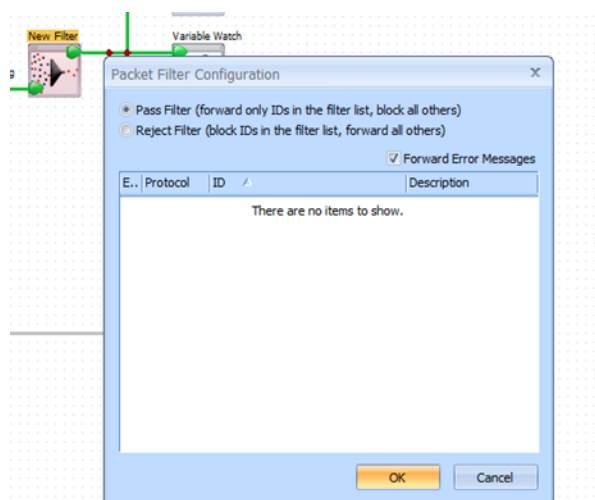 New Filter
Variable Watch
Packet Filter Configuration
x
Pass Filter (forward only IDs in the filter list, block all others)
Reject Filter (block IDs in the filter list, forward all others)
Forward Error Messages
E.. Protocol ID Description
There are no items to show.
OK Cancel